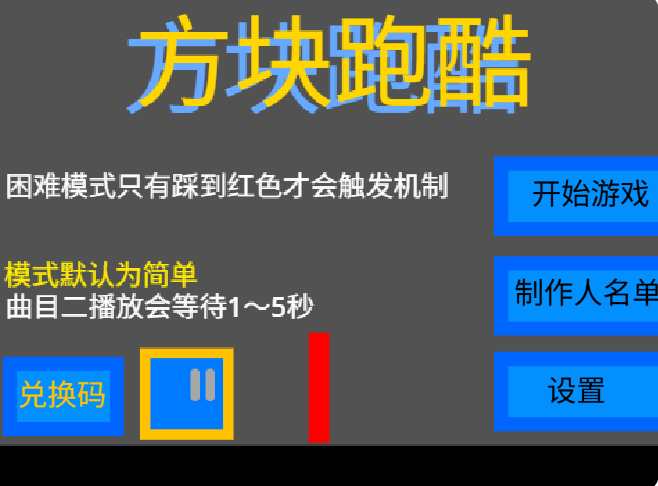 方块跑酷
困难模式只有踩到红色才会触发机制
开始游戏
模式默认为简单
曲目二播放会等待1～5秒
制作人名单
兑换码
设置